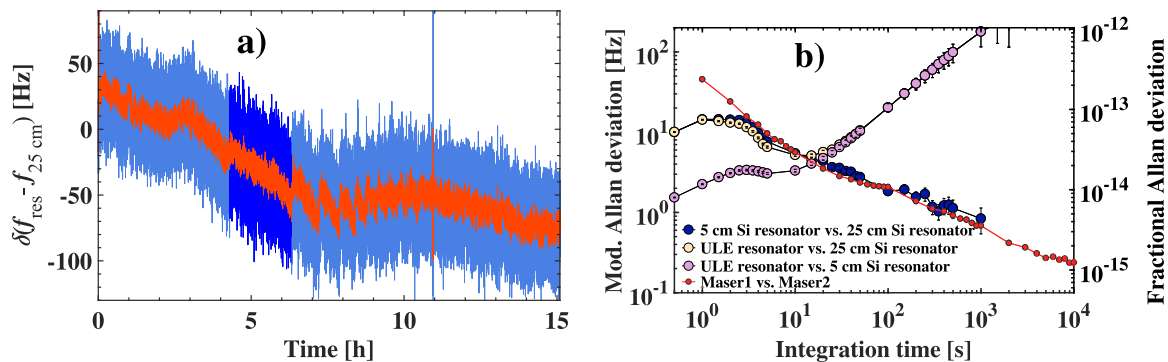 a)
δ(f_res - f_25 cm) [Hz]
50
0
-50
-100
0
5
10
15
Time [h]
b)
Mod. Allan deviation [Hz]
10^2
10^1
10^0
10^-1
5 cm Si resonator vs. 25 cm Si resonator
ULE resonator vs. 25 cm Si resonator
ULE resonator vs. 5 cm Si resonator
Maser1 vs. Maser2
10^0
10^1
10^2
10^3
10^4
Integration time [s]
10^-12
10^-13
10^-14
10^-15
Fractional Allan deviation